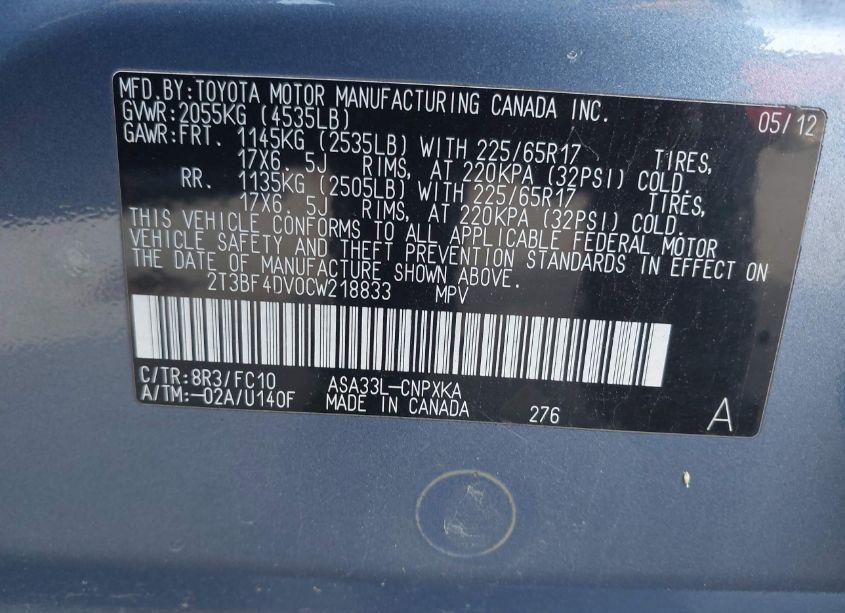 MFD.BY:TOYOTA MOTOR MANUFACTURING CANADA INC. 05/12
GVWR:2055KG (4535LB)
GAWR:FRT. 1145KG (2535LB) WITH 225/65R17 TIRES,
17X6. 5J RIMS, AT 220KPA (32PSI) COLD.
RR. 1135KG (2505LB) WITH 225/65R17 TIRES,
17X6. 5J RIMS, AT 220KPA (32PSI) COLD.
THIS VEHICLE CONFORMS TO ALL APPLICABLE FEDERAL MOTOR
VEHICLE SAFETY AND THEFT PREVENTION STANDARDS IN EFFECT ON
THE DATE OF MANUFACTURE SHOWN ABOVE.
2T3BF4DV0CW218833 MPV
C/TR:8R3/FC10 ASA33L-CNPXKA
A/TM:-02A/U140F MADE IN CANADA 276 A